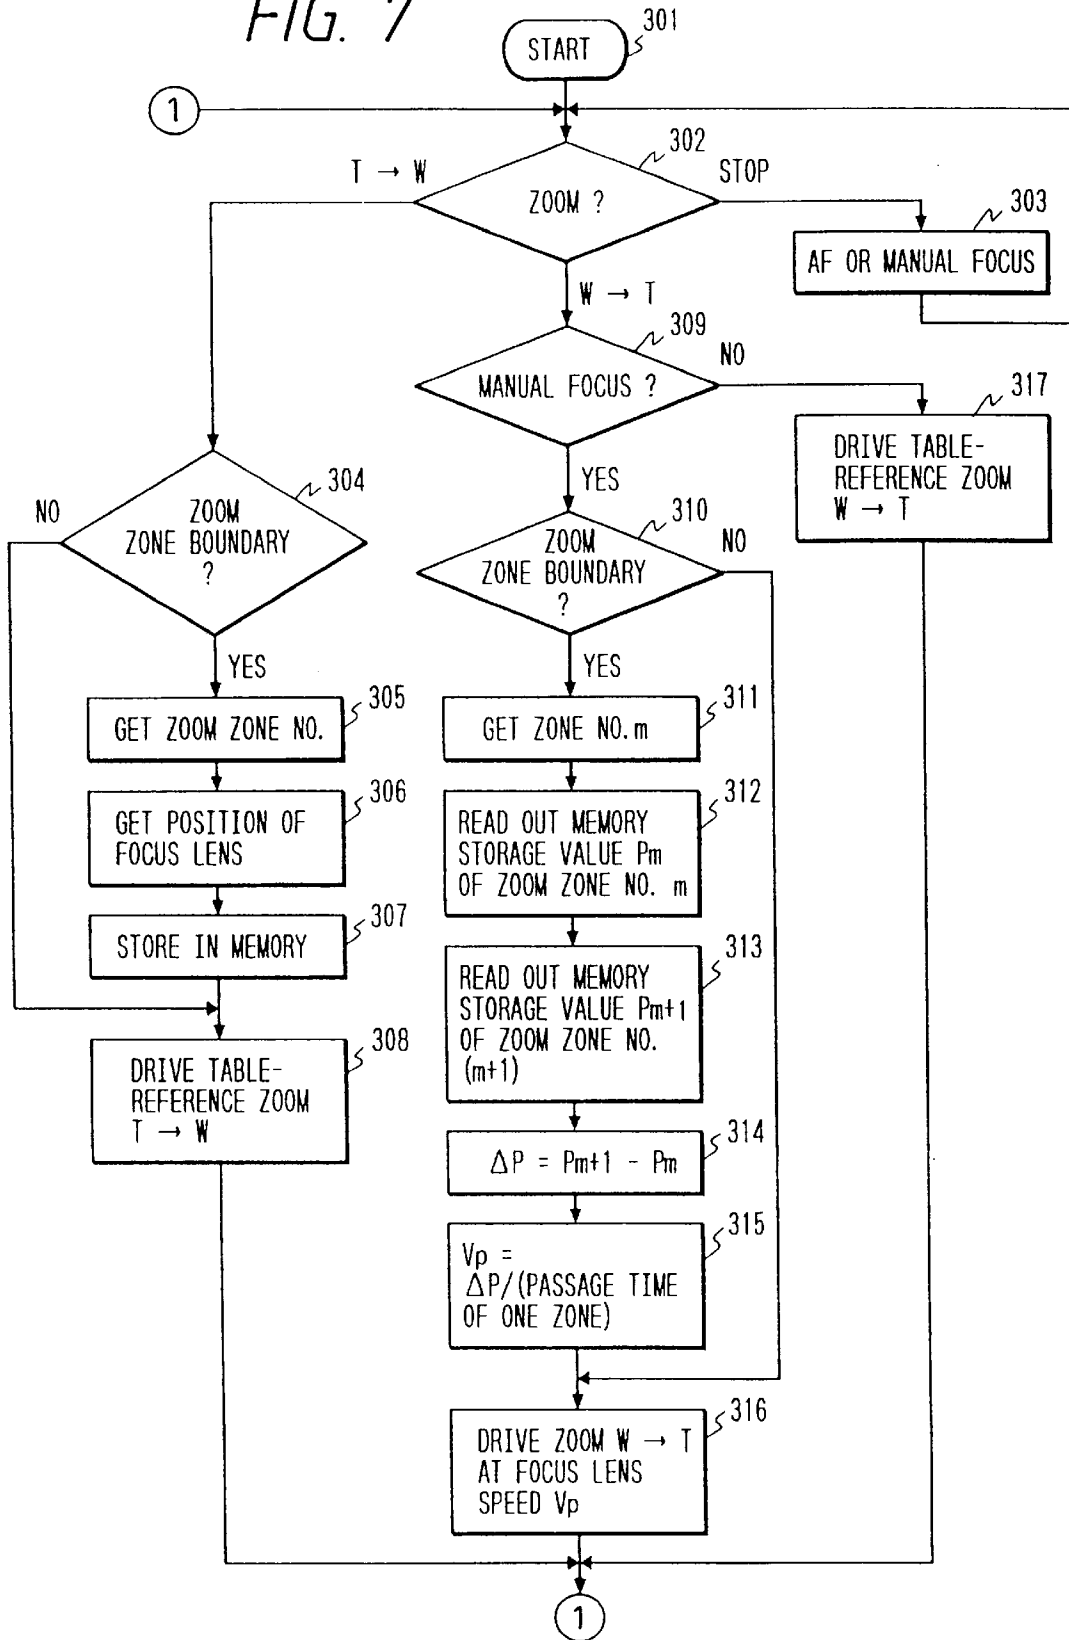 FIG. 7
START
301
1
302
T → W
ZOOM ?
STOP
303
AF OR MANUAL FOCUS
W → T
309
MANUAL FOCUS ?
NO
317
DRIVE TABLE-
REFERENCE ZOOM
W → T
YES
304
NO
ZOOM
ZONE BOUNDARY
?
310
ZOOM
ZONE BOUNDARY
?
NO
YES
YES
305
GET ZOOM ZONE NO.
311
GET ZONE NO. m
306
GET POSITION OF
FOCUS LENS
312
READ OUT MEMORY
STORAGE VALUE Pm
OF ZOOM ZONE NO. m
307
STORE IN MEMORY
313
READ OUT MEMORY
STORAGE VALUE Pm+1
OF ZOOM ZONE NO.
(m+1)
308
DRIVE TABLE-
REFERENCE ZOOM
T → W
314
ΔP = Pm+1 - Pm
315
Vp =
ΔP/(PASSAGE TIME
OF ONE ZONE)
316
DRIVE ZOOM W → T
AT FOCUS LENS
SPEED Vp
1